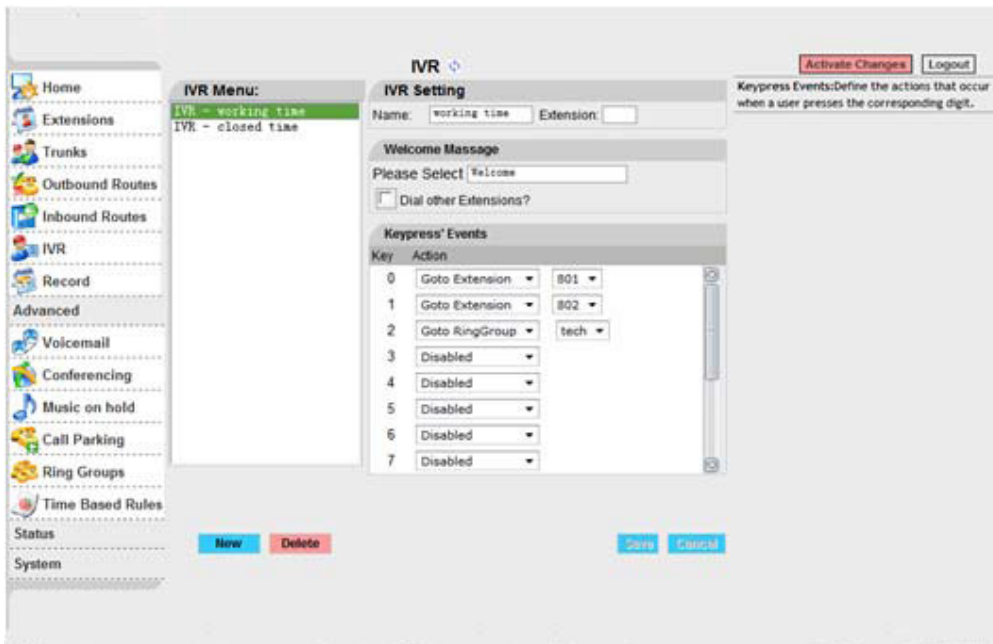 IVR
Activate Changes Logout
Keypress Events:Define the actions that occur
when a user presses the corresponding digit.
Home
Extensions
Trunks
Outbound Routes
Inbound Routes
IVR
Record
Advanced
Voicemail
Conferencing
Music on hold
Call Parking
Ring Groups
Time Based Rules
Status
System
IVR Menu:
IVR - working time
IVR - closed time
New Delete
IVR Setting
Name: working time Extension:
Welcome Massage
Please Select Welcome
Dial other Extensions?
Keypress' Events
Key Action
0 Goto Extension 801
1 Goto Extension 802
2 Goto RingGroup tech
3 Disabled
4 Disabled
5 Disabled
6 Disabled
7 Disabled
Save Cancel